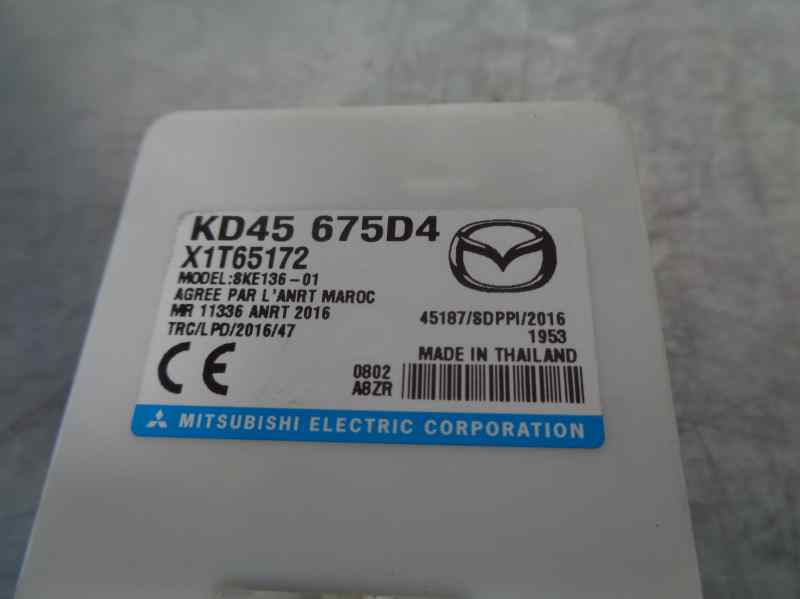 KD45 675D4
X1T65172
MODEL:SKE136-01
AGREE PAR L'ANRT MAROC
MR 11336 ANRT 2016
TRC/LPD/2016/47
45187/SDPPI/2016
1953
MADE IN THAILAND
CE
0802
A8ZR
MITSUBISHI ELECTRIC CORPORATION